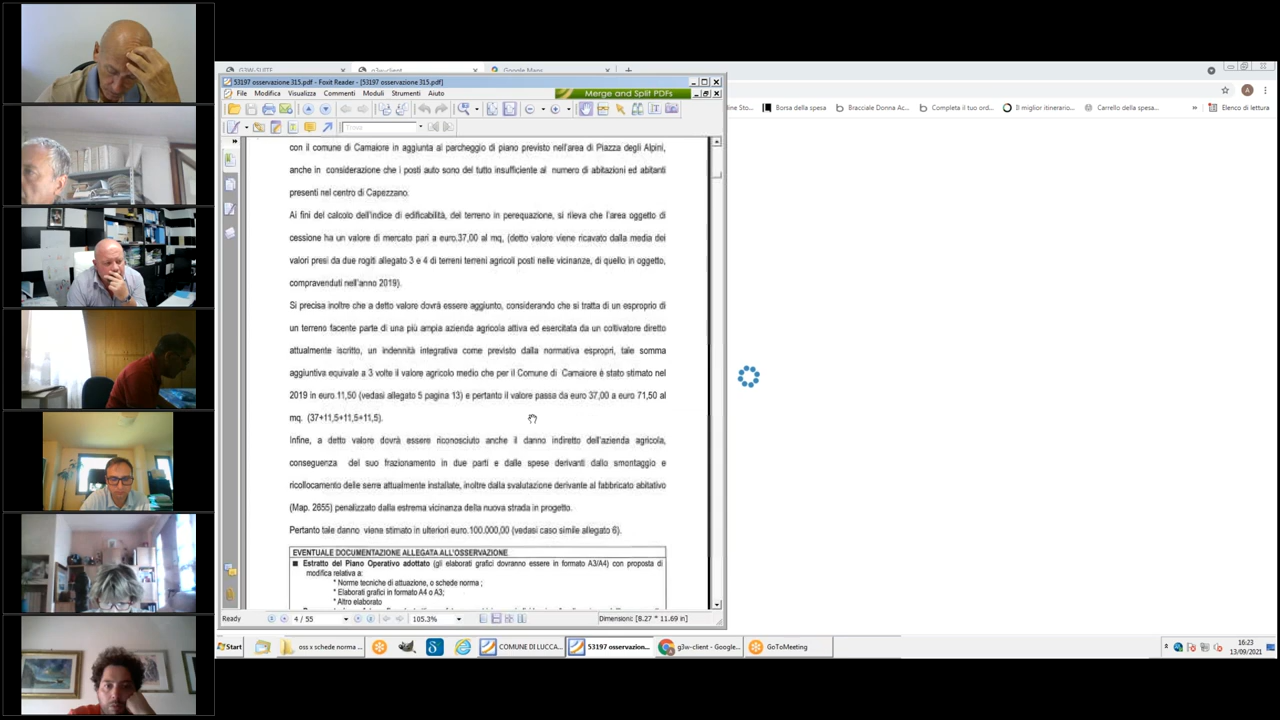 G3W-SUITE
g3w-client
Google Maps
53197 osservazione 315.pdf - Foxit Reader - [53197 osservazione 315.pdf]
File Modifica Visualizza Commenti Moduli Strumenti Aiuto
Merge and Split PDFs
ine Sto...
Borsa della spesa
Bracciale Donna Ac...
Completa il tuo ord...
Il miglior itinerario...
Carrello della spesa...
»
Elenco di lettura
con il comune di Camaiore in aggiunta al parcheggio di piano previsto nell'area di Piazza degli Alpini,
anche in considerazione che i posti auto sono del tutto insufficiente al numero di abitazioni ed abitanti
presenti nel centro di Capezzano.
Ai fini del calcolo dell'indice di edificabilità, del terreno in perequazione, si rileva che l'area oggetto di
cessione ha un valore di mercato pari a euro.37,00 al mq, (detto valore viene ricavato dalla media dei
valori presi da due rogiti allegato 3 e 4 di terreni terreni agricoli posti nelle vicinanze, di quello in oggetto,
compravenduti nell'anno 2019).
Si precisa inoltre che a detto valore dovrà essere aggiunto, considerando che si tratta di un esproprio di
un terreno facente parte di una più ampia azienda agricola attiva ed esercitata da un coltivatore diretto
attualmente iscritto, un indennità integrativa come previsto dalla normativa espropri, tale somma
aggiuntiva equivale a 3 volte il valore agricolo medio che per il Comune di Camaiore è stato stimato nel
2019 in euro.11,50 (vedasi allegato 5 pagina 13) e pertanto il valore passa da euro 37,00 a euro 71,50 al
mq. (37+11,5+11,5+11,5).
Infine, a detto valore dovrà essere riconosciuto anche il danno indiretto dell'azienda agricola,
conseguenza del suo frazionamento in due parti e dalle spese derivanti dallo smontaggio e
ricollocamento delle serre attualmente installate, inoltre dalla svalutazione derivante al fabbricato abitativo
(Map. 2655) penalizzato dalla estrema vicinanza della nuova strada in progetto.
Pertanto tale danno viene stimato in ulteriori euro.100.000,00 (vedasi caso simile allegato 6).
EVENTUALE DOCUMENTAZIONE ALLEGATA ALL'OSSERVAZIONE
■ Estratto del Piano Operativo adottato (gli elaborati grafici dovranno essere in formato A3/A4) con proposta di
modifica relativa a:
* Norme tecniche di attuazione, o schede norma ;
* Elaborati grafici in formato A4 o A3;
* Altro elaborato
Ready
4 / 55
105.3%
Dimensioni: [8.27 * 11.69 in]
Start
oss x schede norma ...
COMUNE DI LUCCA...
53197 osservazion...
g3w-client - Google...
GoToMeeting
16:23
13/09/2021